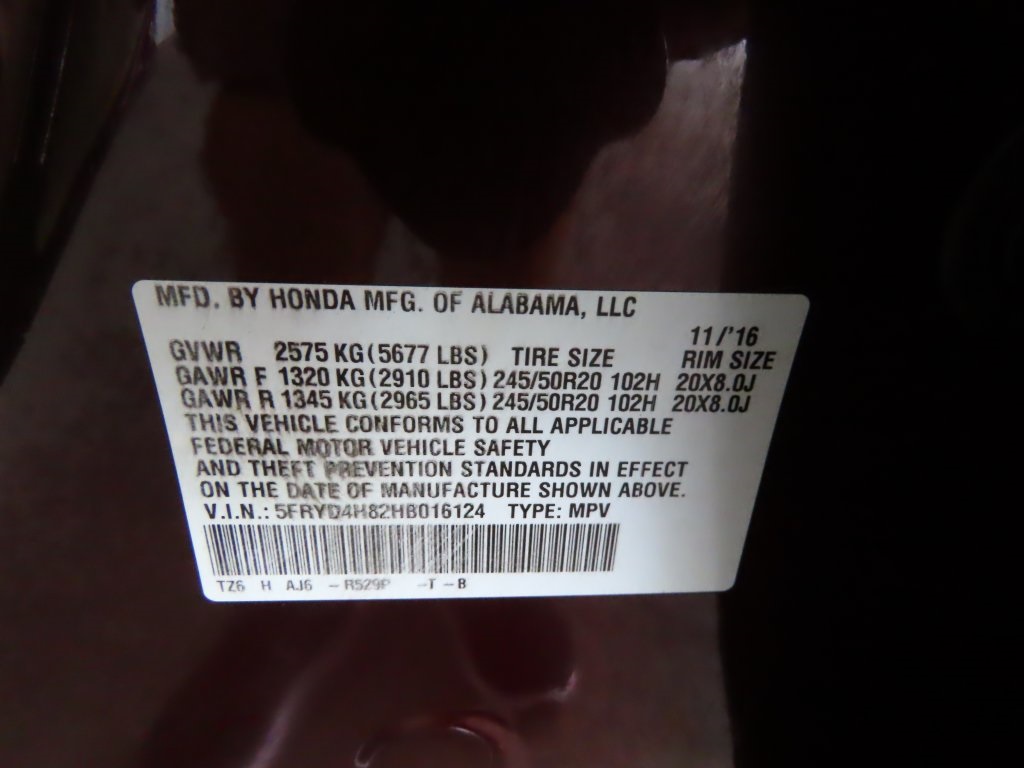 MFD. BY HONDA MFG. OF ALABAMA, LLC
11/'16
GVWR 2575 KG (5677 LBS) TIRE SIZE RIM SIZE
GAWR F 1320 KG (2910 LBS) 245/50R20 102H 20X8.0J
GAWR R 1345 KG (2965 LBS) 245/50R20 102H 20X8.0J
THIS VEHICLE CONFORMS TO ALL APPLICABLE
FEDERAL MOTOR VEHICLE SAFETY
AND THEFT PREVENTION STANDARDS IN EFFECT
ON THE DATE OF MANUFACTURE SHOWN ABOVE.
V.I.N.: 5FRYD4H82HB016124 TYPE: MPV
TZ6 H AJ6 - R529P -T - B